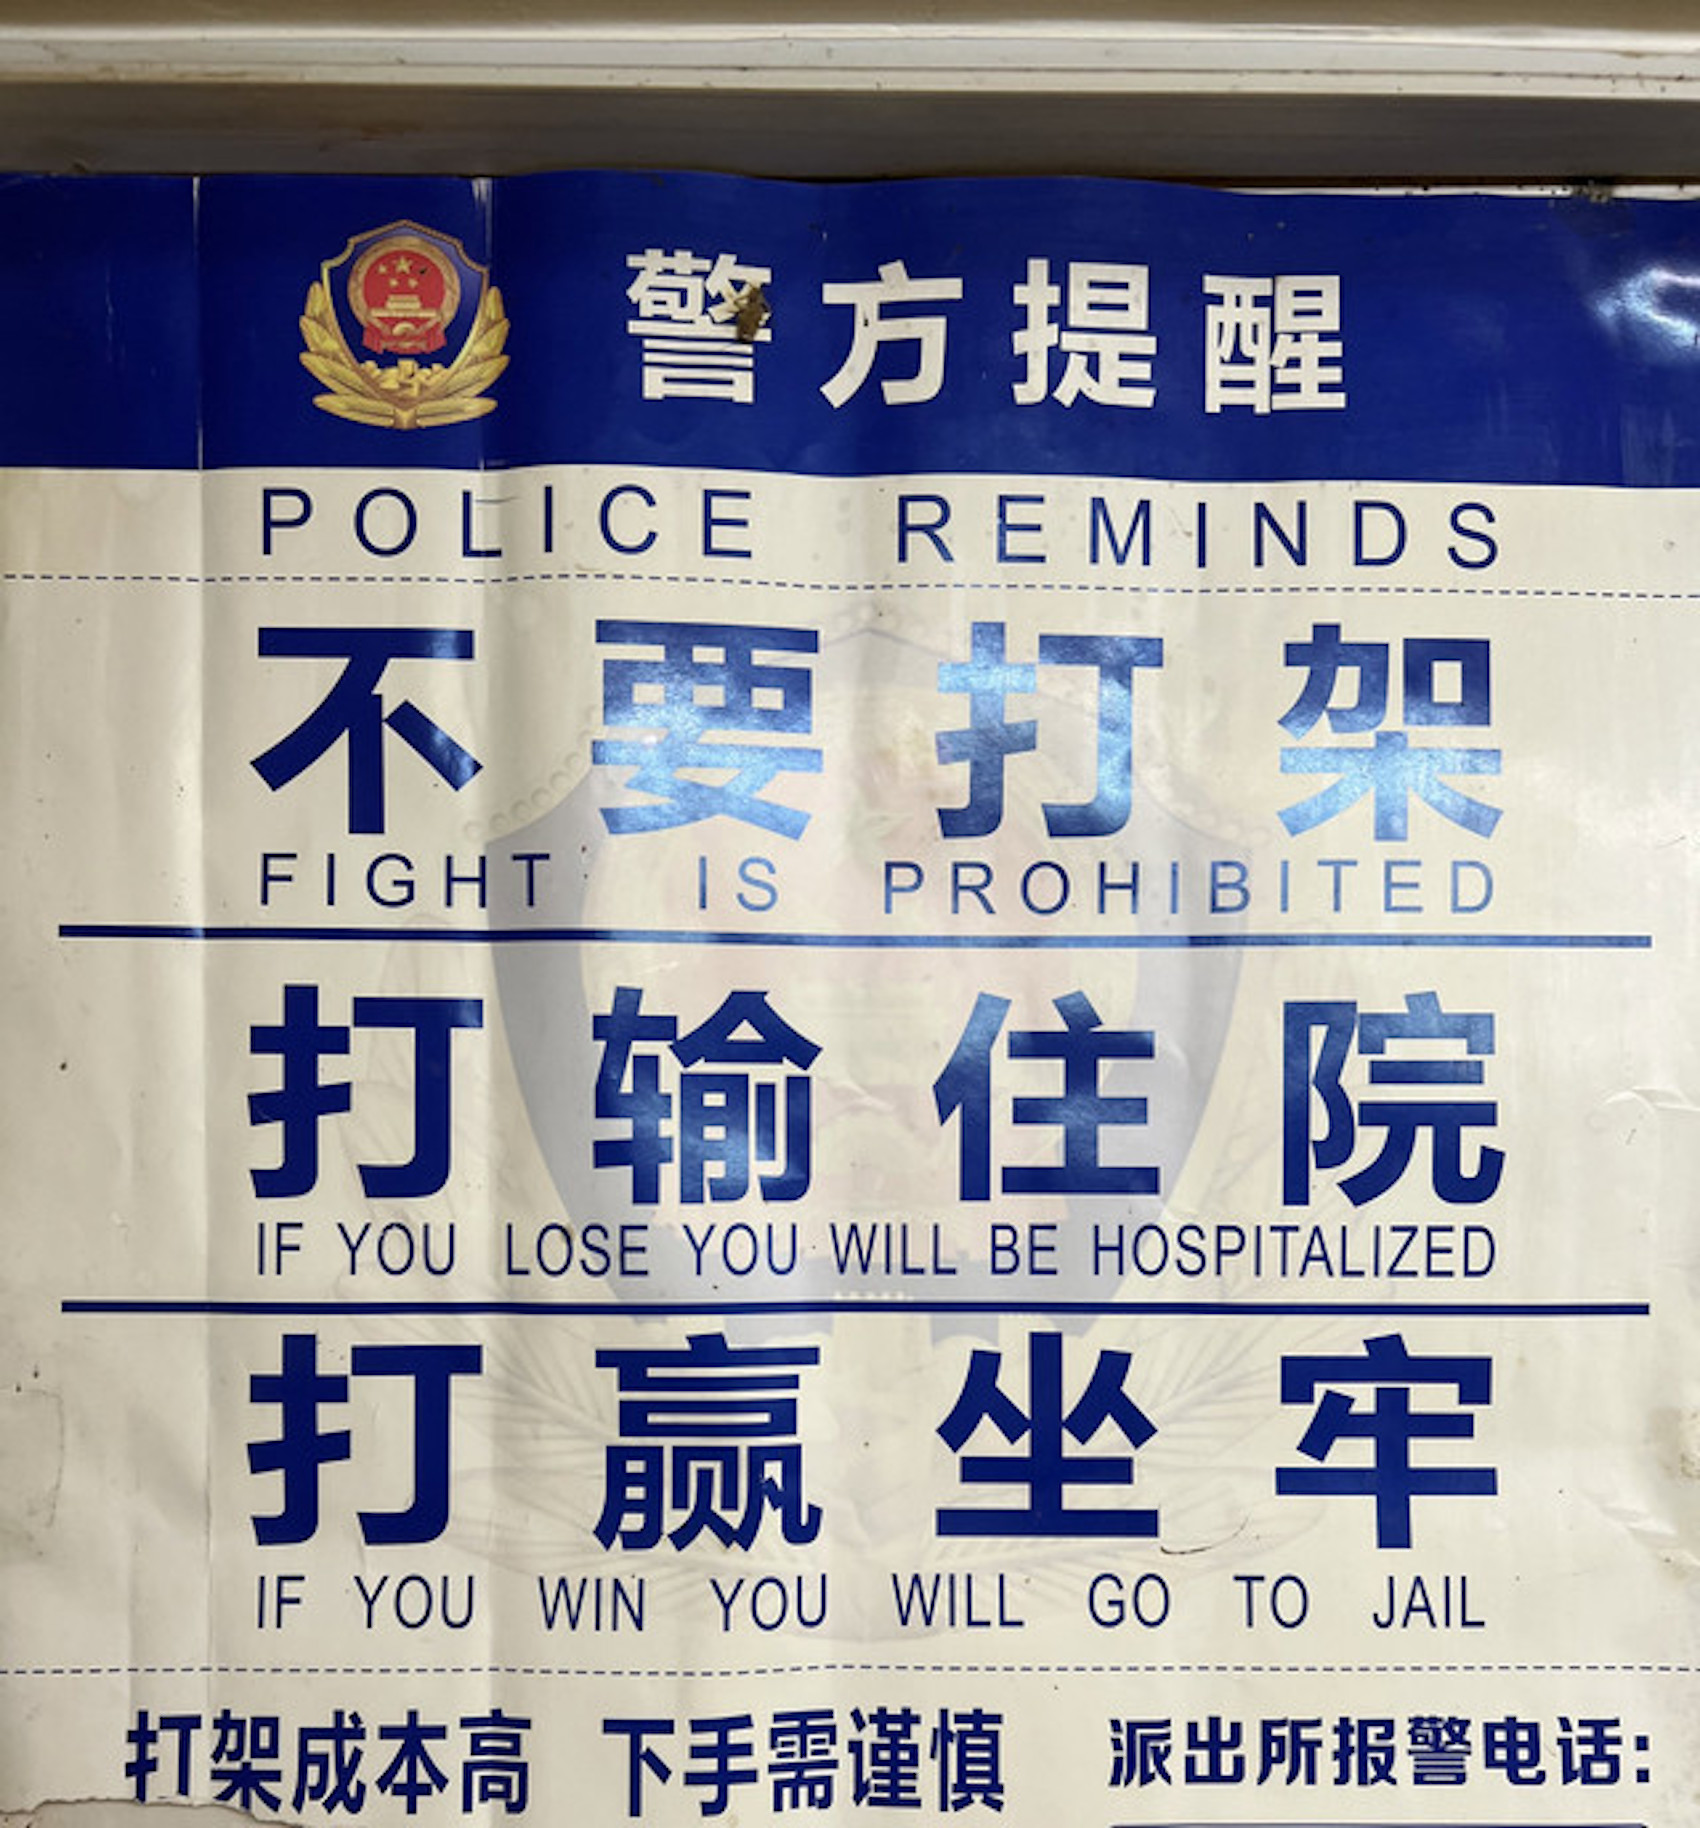 警方提醒
POLICE REMINDS
不要打架
FIGHT IS PROHIBITED
打输住院
IF YOU LOSE YOU WILL BE HOSPITALIZED
打赢坐牢
IF YOU WIN YOU WILL GO TO JAIL
打架成本高 下手需谨慎
派出所报警电话: